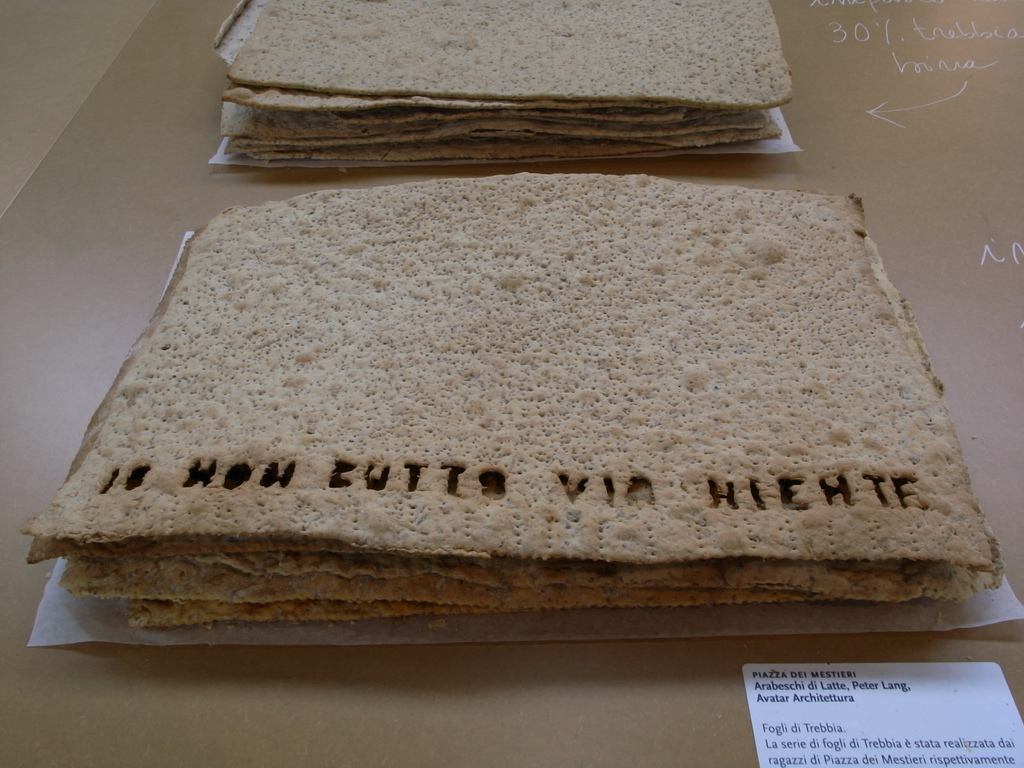 30%. trebbia
birra
IO NON BUTTO VIA NIENTE
PIAZZA DEI MESTIERI
Arabeschi di Latte, Peter Lang,
Avatar Architettura
Fogli di Trebbia.
La serie di fogli di Trebbia è stata realizzata dai
ragazzi di Piazza dei Mestieri rispettivamente